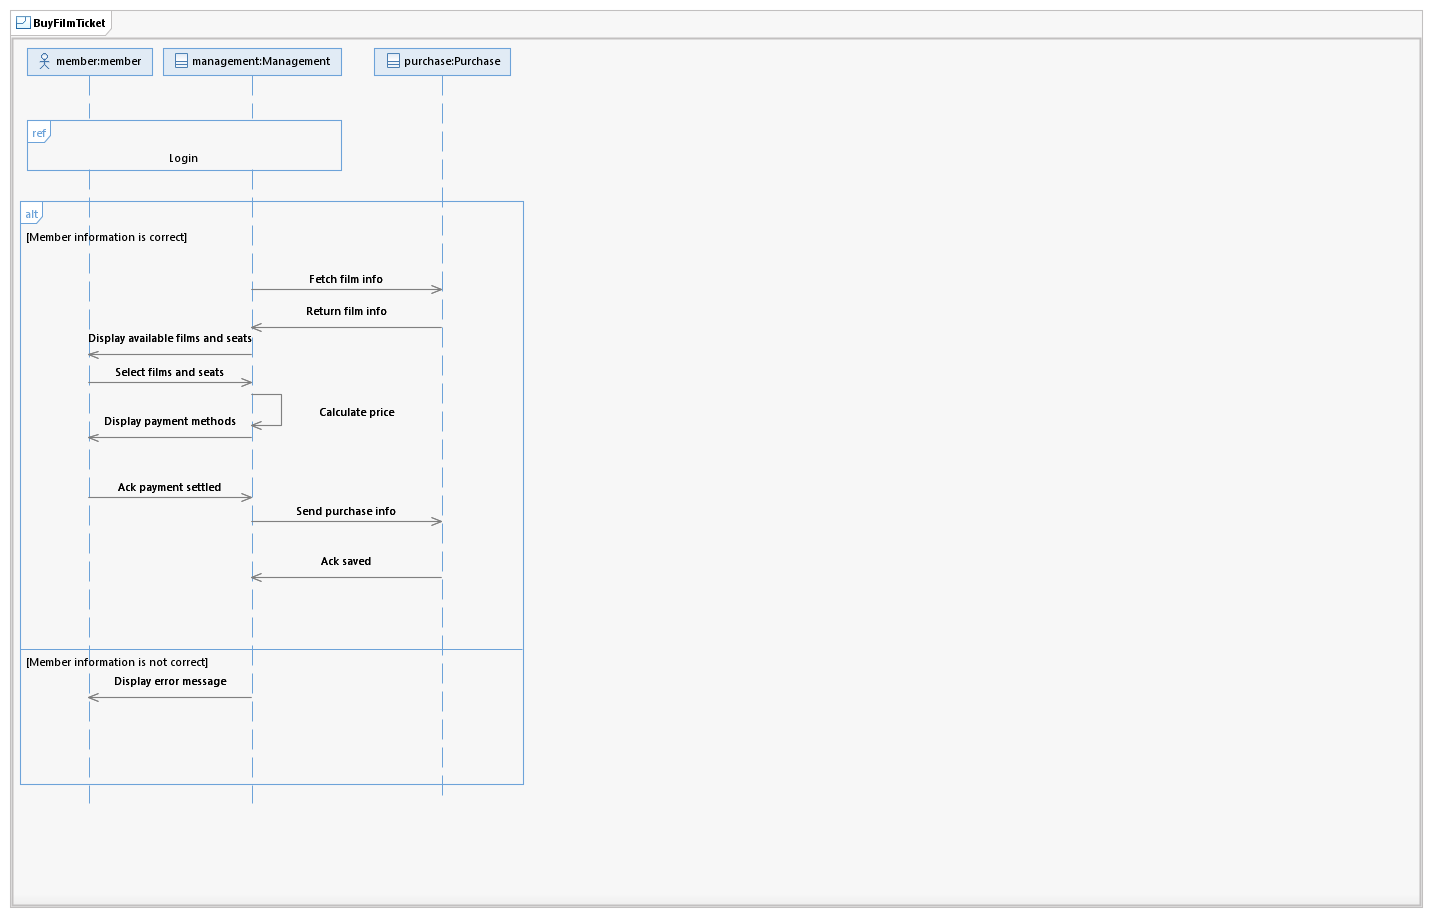 BuyFilmTicket
member:member
management:Management
purchase:Purchase
ref
Login
alt
[Member information is correct]
Fetch film info
Return film info
Display available films and seats
Select films and seats
Calculate price
Display payment methods
Ack payment settled
Send purchase info
Ack saved
[Member information is not correct]
Display error message